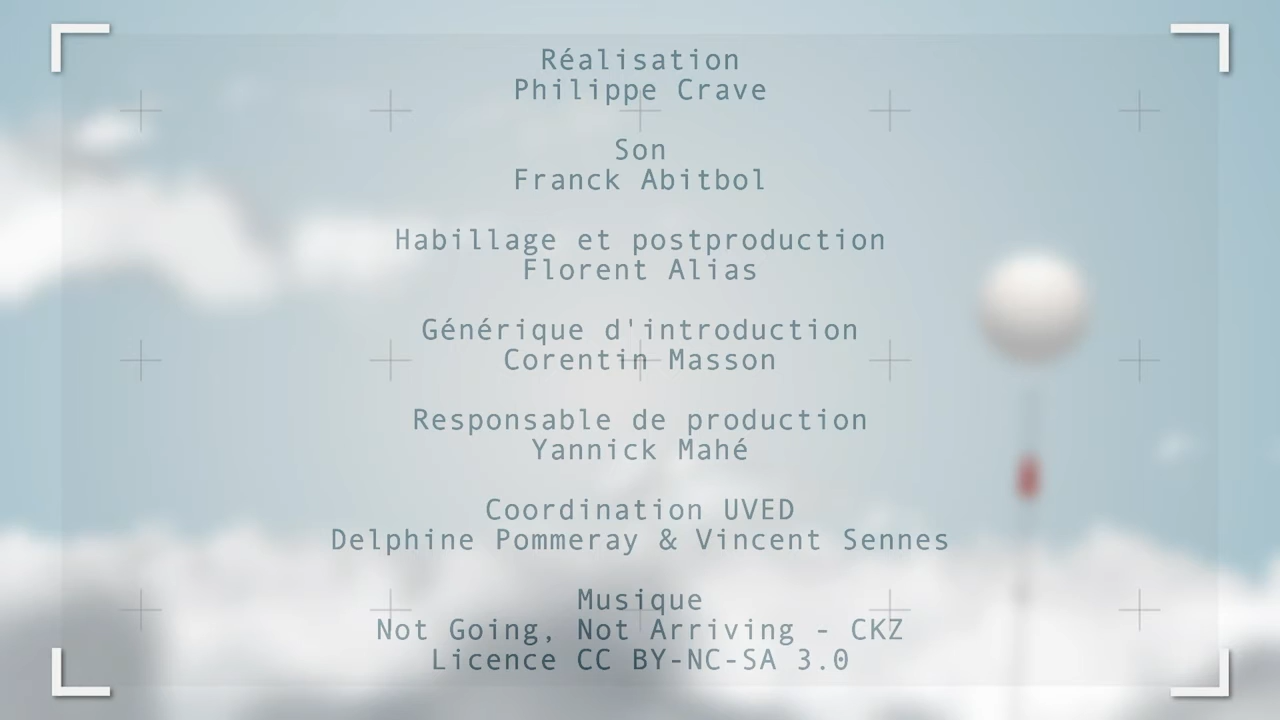 Réalisation
Philippe Crave
Son
Franck Abitbol
Habillage et postproduction
Florent Alias
Générique d'introduction
Corentin Masson
Responsable de production
Yannick Mahé
Coordination UVED
Delphine Pommeray & Vincent Sennes
Musique
Not Going, Not Arriving - CKZ
Licence CC BY-NC-SA 3.0